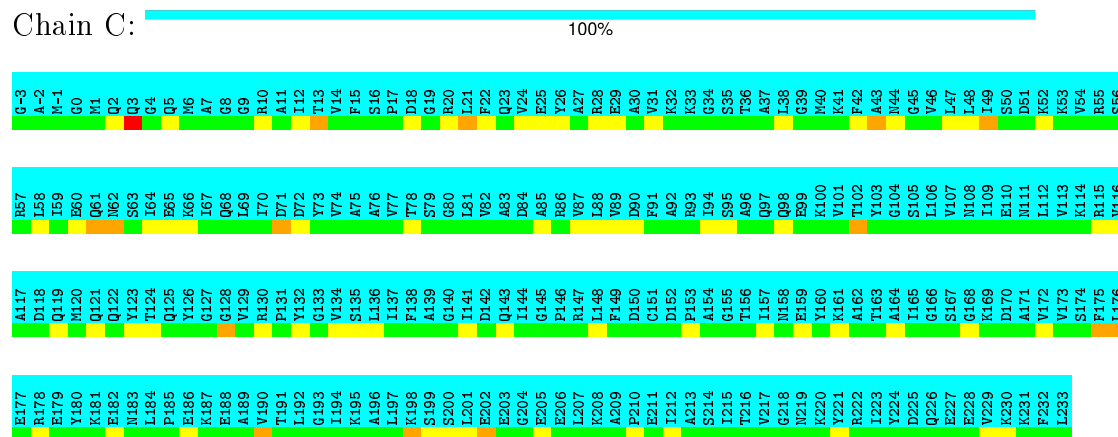 Chain C:
100%
G-3 A-2 M-1 G0 M1 Q2 Q3 G4 Q5 M6 A7 G8 G9 R10 A11 I12 T13 V14 F15 S16 P17 D18 G19 R20 L21 F22 Q23 V24 E25 Y26 A27 R28 E29 A30 V31 K32 K33 G34 S35 T36 A37 L38 G39 M40 K41 F42 A43 N44 G45 V46 L47 L48 I49 S50 D51 K52 K53 V54 R55 S56
R57 L58 I59 E60 Q61 N62 S63 I64 E65 K66 I67 Q68 L69 I70 D71 D72 Y73 V74 A75 A76 V77 T78 S79 G80 L81 V82 A83 D84 A85 R86 V87 L88 V89 D90 F91 A92 R93 I94 S95 A96 Q97 Q98 E99 K100 V101 T102 Y103 G104 S105 L106 V107 N108 I109 E110 N111 L112 V113 K114 R115 V116
A117 D118 Q119 M120 Q121 Q122 Y123 T124 Q125 Y126 G127 G128 V129 R130 P131 Y132 G133 V134 S135 L136 I137 F138 A139 G140 I141 D142 Q143 I144 G145 P146 R147 L148 F149 D150 C151 D152 P153 A154 G155 T156 I157 N158 E159 Y160 K161 A162 T163 A164 I165 G166 S167 G168 K169 D170 A171 V172 V173 S174 F175 L176
E177 R178 E179 Y180 K181 E182 N183 L184 P185 E186 K187 E188 A189 V190 T191 L192 G193 I194 K195 A196 L197 K198 S199 S200 L201 E202 E203 G204 E205 E206 L207 K208 A209 P210 E211 I212 A213 S214 I215 T216 V217 G218 N219 K220 Y221 R222 I223 Y224 D225 Q226 E227 E228 V229 K230 K231 F232 L233